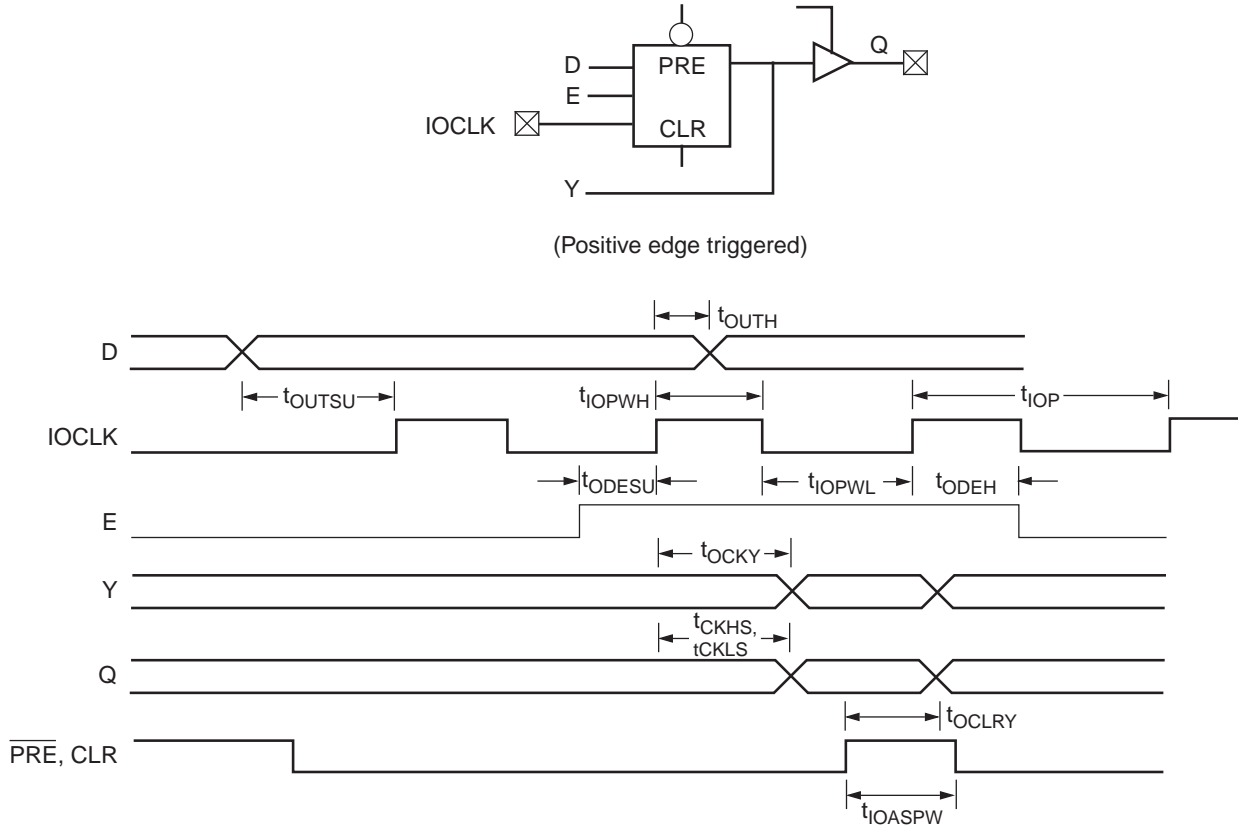 PRE
D
E
IOCLK
CLR
Q
Y
(Positive edge triggered)
tOUTH
D
tOUTSU
tIOPWH
tIOP
IOCLK
tODESU
tIOPWL
tODEH
E
tOCKY
Y
tCKHS,
tCKLS
Q
tOCLRY
PRE, CLR
tIOASPW